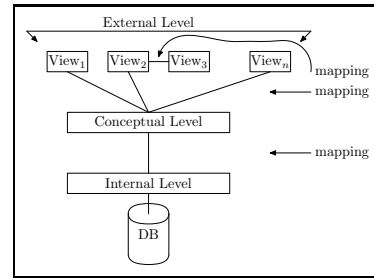 External Level
View1 View2 View3 Viewn
mapping
mapping
Conceptual Level
mapping
Internal Level
DB